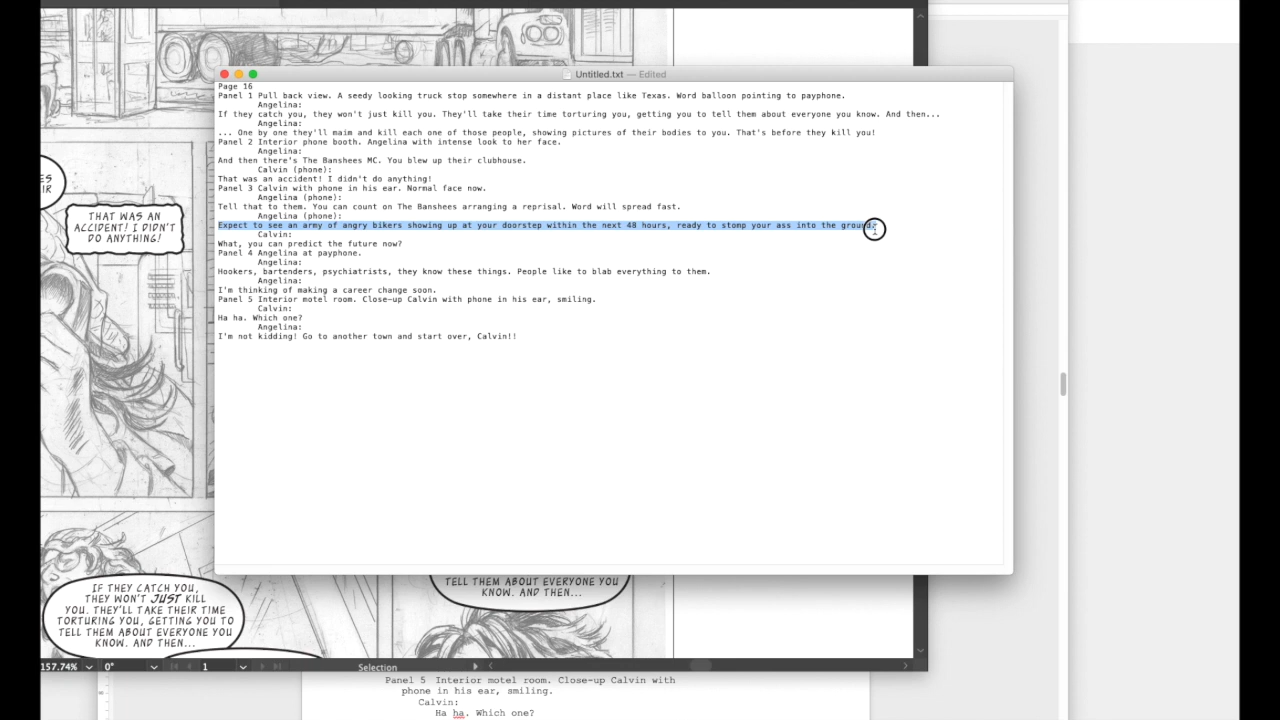 Untitled.txt — Edited
Page 16
Panel 1 Pull back view. A seedy looking truck stop somewhere in a distant place like Texas. Word balloon pointing to payphone.
Angelina:
If they catch you, they won't just kill you. They'll take their time torturing you, getting you to tell them about everyone you know. And then...
Angelina:
... One by one they'll maim and kill each one of those people, showing pictures of their bodies to you. That's before they kill you!
Panel 2 Interior phone booth. Angelina with intense look to her face.
Angelina:
And then there's The Banshees MC. You blew up their clubhouse.
Calvin (phone):
That was an accident! I didn't do anything!
Panel 3 Calvin with phone in his ear. Normal face now.
Angelina (phone):
Tell that to them. You can count on The Banshees arranging a reprisal. Word will spread fast.
Angelina (phone):
Expect to see an army of angry bikers showing up at your doorstep within the next 48 hours, ready to stomp your ass into the ground.
Calvin:
What, you can predict the future now?
Panel 4 Angelina at payphone.
Angelina:
Hookers, bartenders, psychiatrists, they know these things. People like to blab everything to them.
Angelina:
I'm thinking of making a career change soon.
Panel 5 Interior motel room. Close-up Calvin with phone in his ear, smiling.
Calvin:
Ha ha. Which one?
Angelina:
I'm not kidding! Go to another town and start over, Calvin!!
ES
IR
THAT WAS AN
ACCIDENT! I DIDN'T
DO ANYTHING!
IF THEY CATCH YOU,
THEY WON'T JUST KILL
YOU. THEY'LL TAKE THEIR TIME
TORTURING YOU, GETTING YOU TO
TELL THEM ABOUT EVERYONE YOU
KNOW. AND THEN...
TELL THEM ABOUT EVERYONE YOU
KNOW. AND THEN...
157.74% 0° 1 Selection
Panel 5 Interior motel room. Close-up Calvin with
phone in his ear, smiling.
Calvin:
Ha ha. Which one?